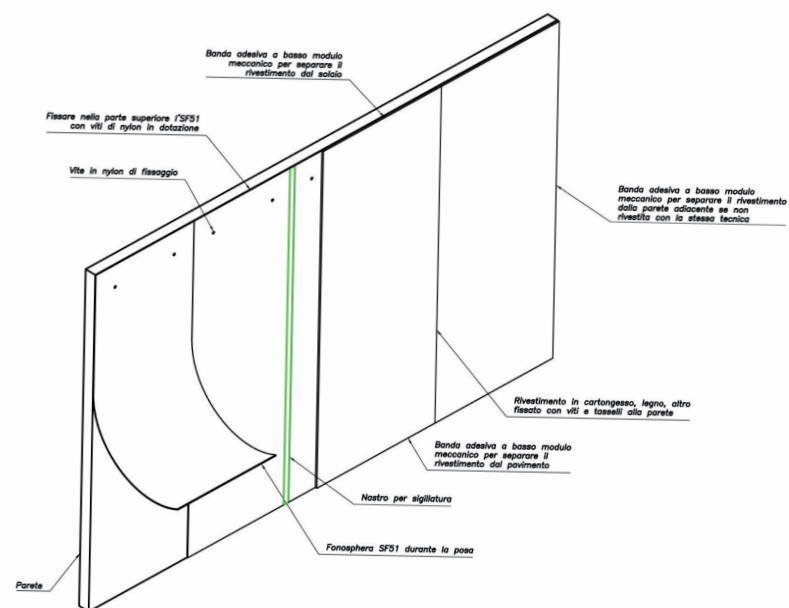 Banda adesiva a basso modulo
meccanico per separare il
rivestimento dal solaio
Fissare nella parte superiore l'SF51
con viti di nylon in dotazione
Vite in nylon di fissaggio
Banda adesiva a basso modulo
meccanico per separare il rivestimento
dalla parete adiacente se non
rivestita con la stessa tecnica
Rivestimento in cartongesso, legno, altro
fissato con viti e tasselli alla parete
Banda adesiva a basso modulo
meccanico per separare il
rivestimento dal pavimento
Nastro per sigillatura
Fonosphera SF51 durante la posa
Parete